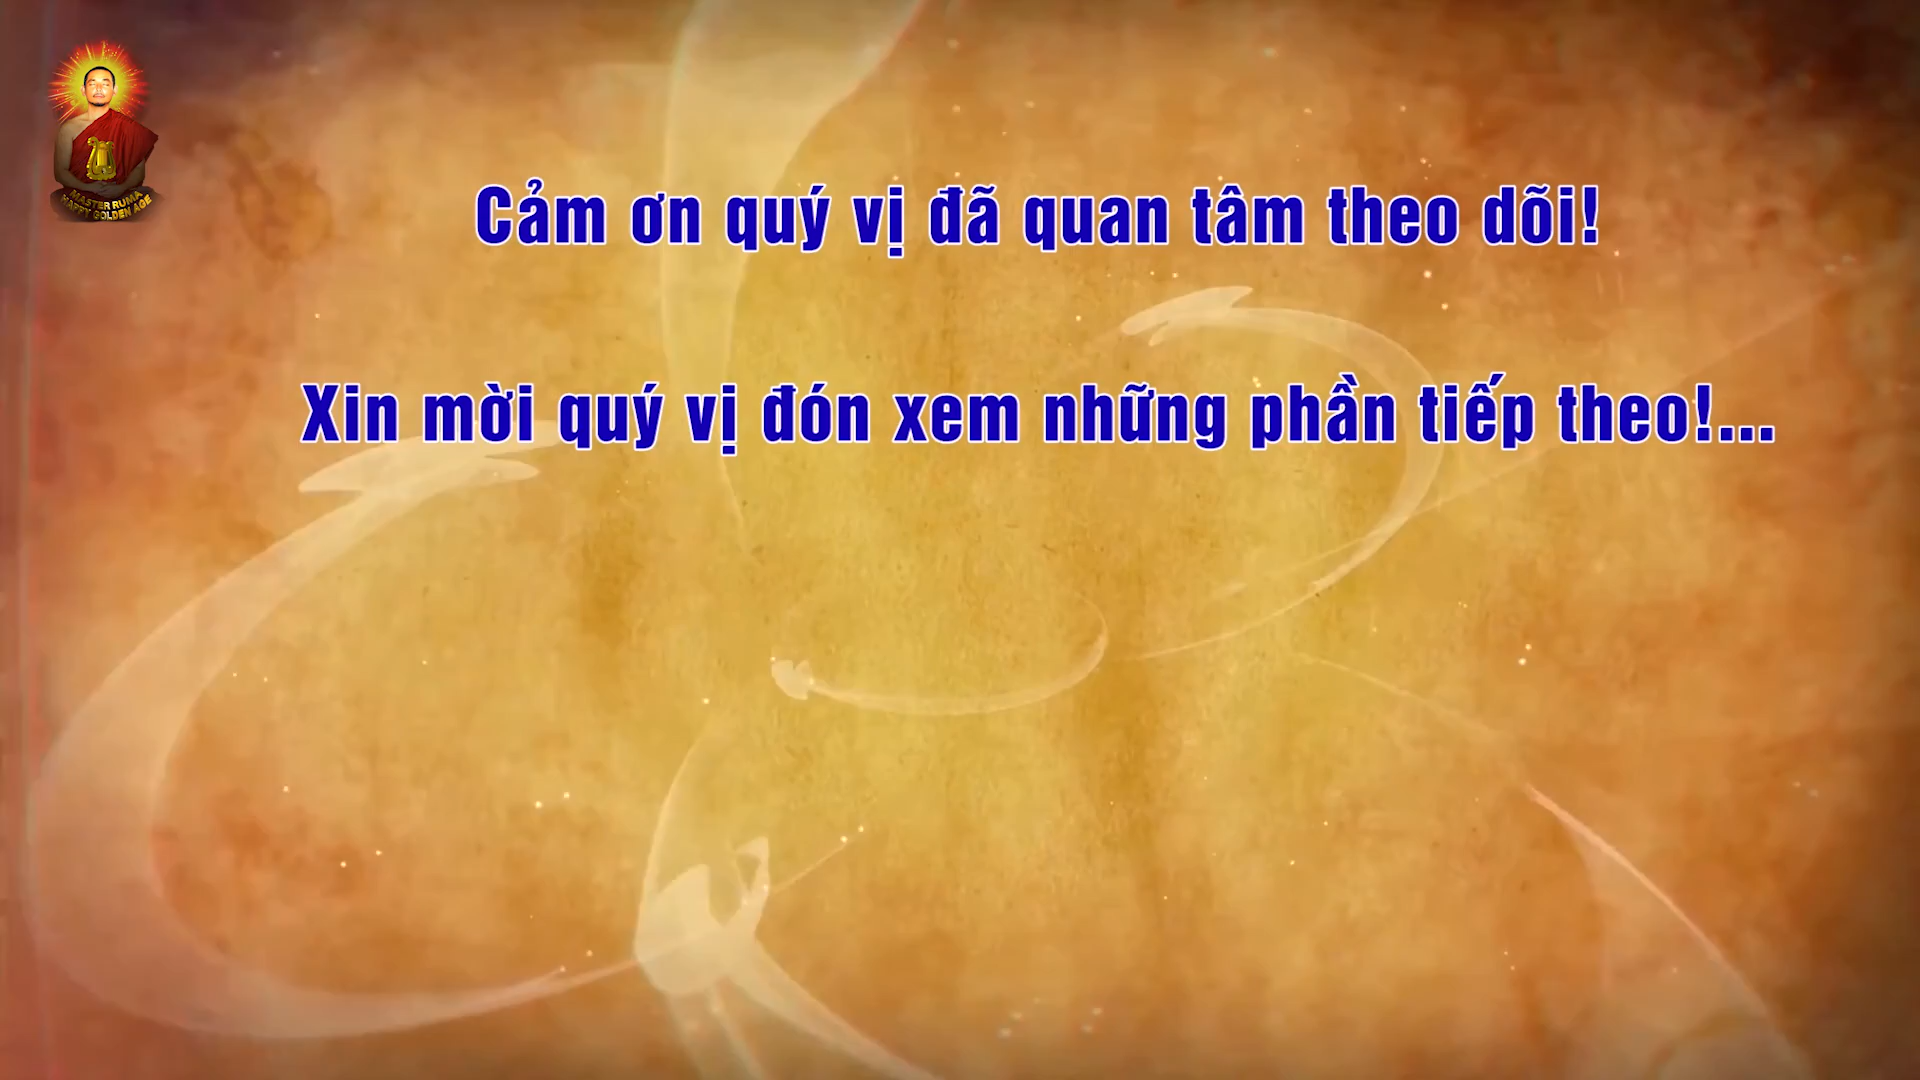 MASTER RUMA
HAPPY GOLDEN AGE
Cảm ơn quý vị đã quan tâm theo dõi!
Xin mời quý vị đón xem những phần tiếp theo!...